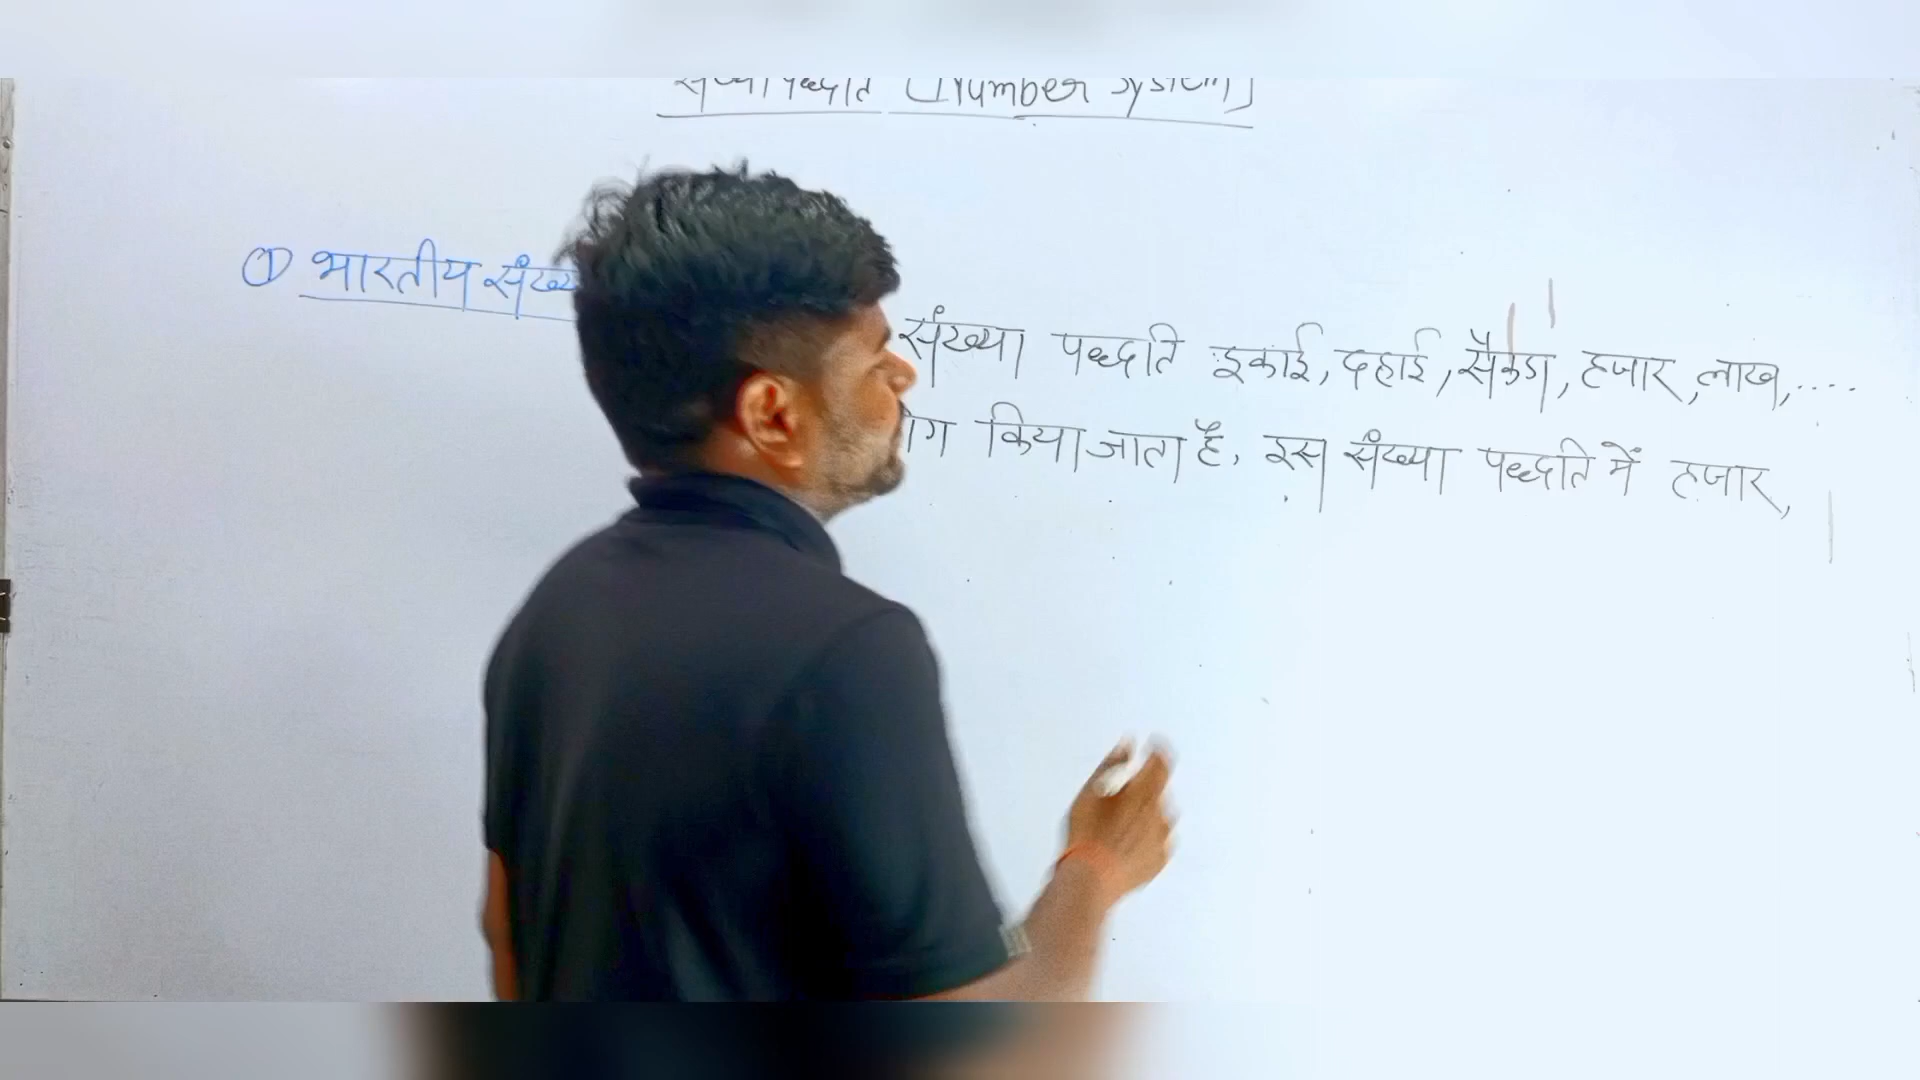 संख्या पद्धति [Number System]
① भारतीय
संख्या पद्धति इकाई, दहाई, सैकडा, हजार, लाख, ....
किया जाता है, इस संख्या पद्धति में हजार,